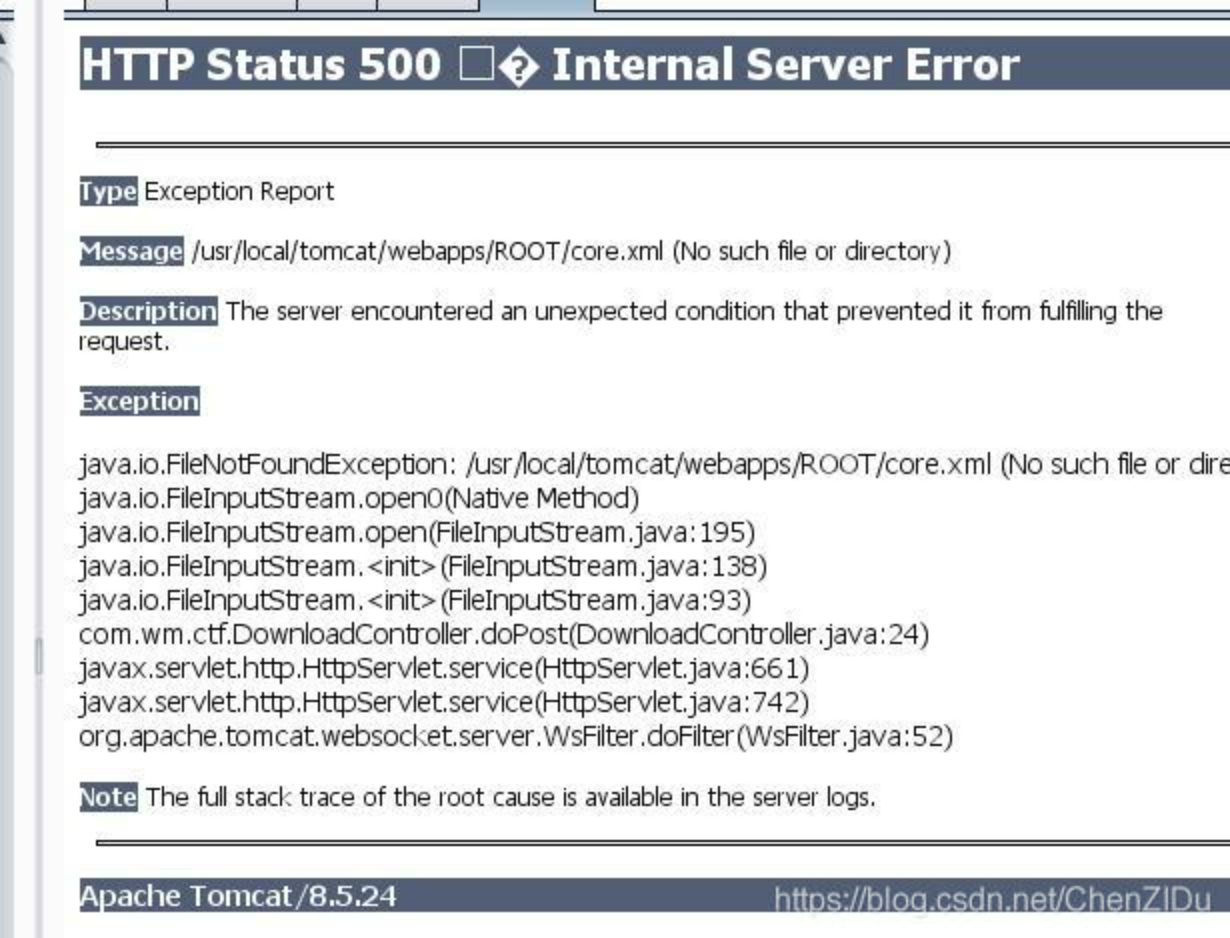 HTTP Status 500 □� Internal Server Error
Type Exception Report
Message /usr/local/tomcat/webapps/ROOT/core.xml (No such file or directory)
Description The server encountered an unexpected condition that prevented it from fulfilling the
request.
Exception
java.io.FileNotFoundException: /usr/local/tomcat/webapps/ROOT/core.xml (No such file or dire
java.io.FileInputStream.open0(Native Method)
java.io.FileInputStream.open(FileInputStream.java:195)
java.io.FileInputStream.<init>(FileInputStream.java:138)
java.io.FileInputStream.<init>(FileInputStream.java:93)
com.wm.ctf.DownloadController.doPost(DownloadController.java:24)
javax.servlet.http.HttpServlet.service(HttpServlet.java:661)
javax.servlet.http.HttpServlet.service(HttpServlet.java:742)
org.apache.tomcat.websocket.server.WsFilter.doFilter(WsFilter.java:52)
Note The full stack trace of the root cause is available in the server logs.
Apache Tomcat/8.5.24
https://blog.csdn.net/ChenZIDu